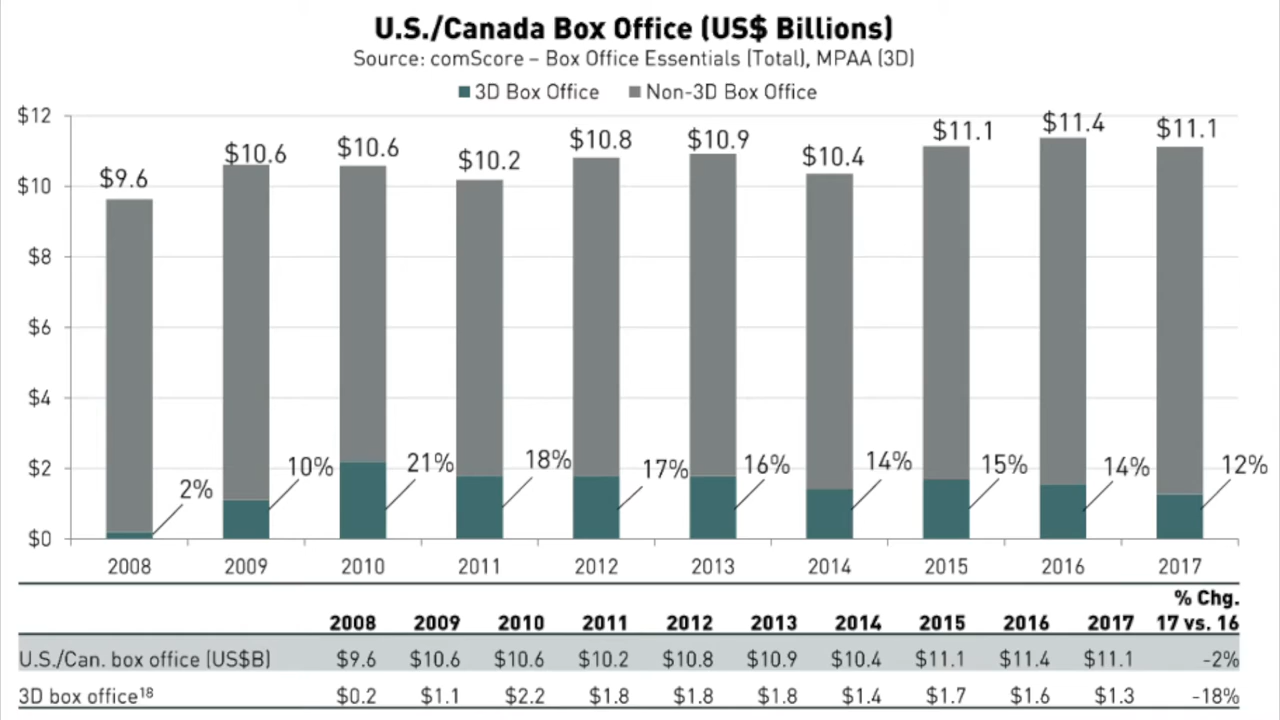 U.S./Canada Box Office (US$ Billions)
Source: comScore – Box Office Essentials (Total), MPAA (3D)
3D Box Office Non-3D Box Office
$12
$10
$8
$6
$4
$2
$0
$9.6 $10.6 $10.6 $10.2 $10.8 $10.9 $10.4 $11.1 $11.4 $11.1
2% 10% 21% 18% 17% 16% 14% 15% 14% 12%
2008 2009 2010 2011 2012 2013 2014 2015 2016 2017
% Chg.
2008 2009 2010 2011 2012 2013 2014 2015 2016 2017 17 vs. 16
U.S./Can. box office (US$B) $9.6 $10.6 $10.6 $10.2 $10.8 $10.9 $10.4 $11.1 $11.4 $11.1 -2%
3D box office¹⁸ $0.2 $1.1 $2.2 $1.8 $1.8 $1.8 $1.4 $1.7 $1.6 $1.3 -18%